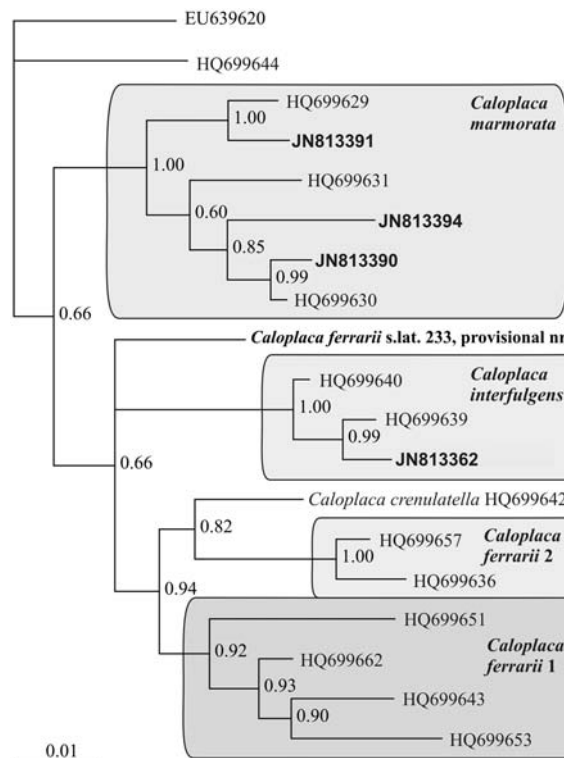 EU639620
HQ699644
HQ699629
Caloplaca
marmorata
1.00
JN813391
1.00
HQ699631
0.60
JN813394
0.85
JN813390
0.99
HQ699630
0.66
Caloplaca ferrarii s.lat. 233, provisional nr
Caloplaca
interfulgens
HQ699640
1.00
HQ699639
0.99
JN813362
0.66
Caloplaca crenulatella HQ699642
0.82
Caloplaca
ferrarii 2
HQ699657
1.00
HQ699636
0.94
HQ699651
0.92
Caloplaca
ferrarii 1
HQ699662
0.93
HQ699643
0.90
HQ699653
0.01